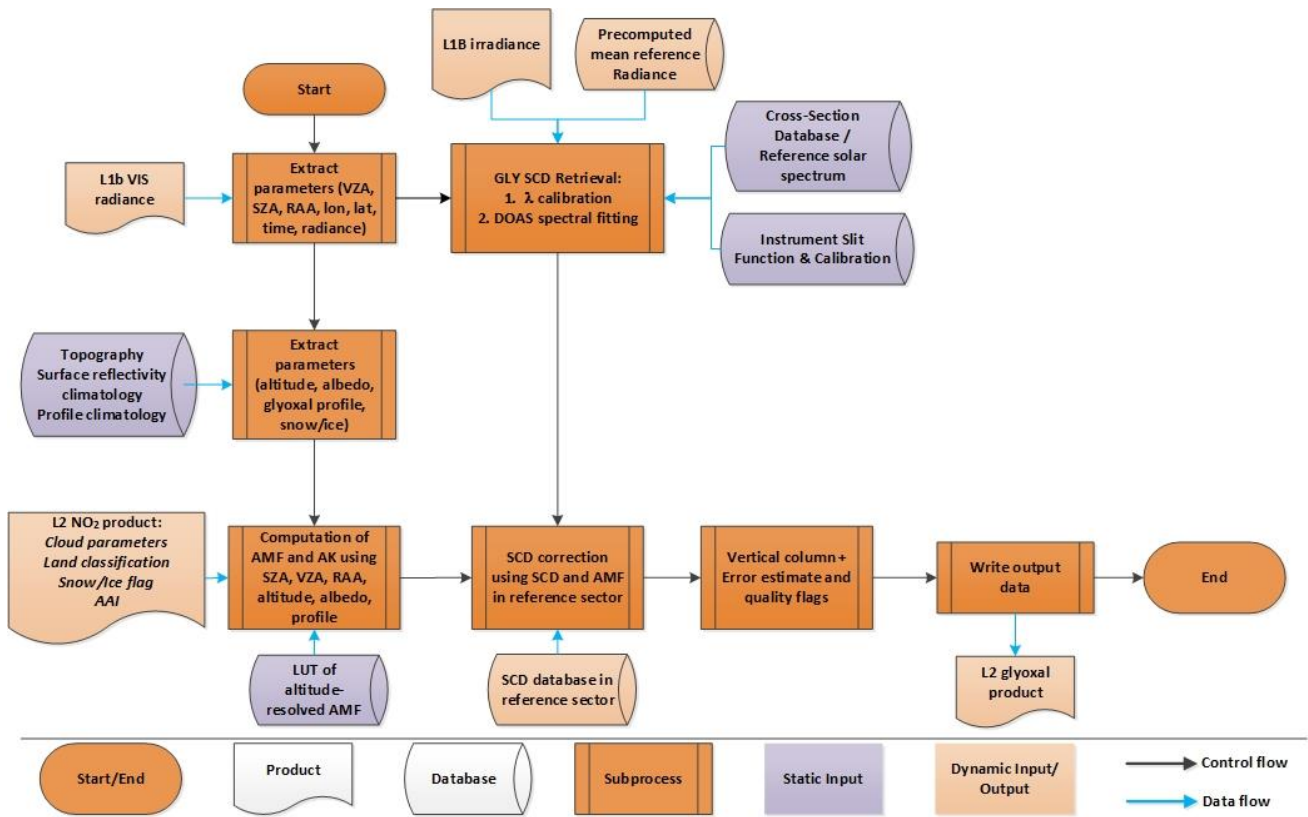 Start
L1B irradiance
Precomputed
mean reference
Radiance
Cross-Section
Database /
Reference solar
spectrum
L1b VIS
radiance
Extract
parameters (VZA,
SZA, RAA, lon, lat,
time, radiance)
GLY SCD Retrieval:
1. λ calibration
2. DOAS spectral fitting
Instrument Slit
Function & Calibration
Topography
Surface reflectivity
climatology
Profile climatology
Extract
parameters
(altitude, albedo,
glyoxal profile,
snow/ice)
L2 NO₂ product:
Cloud parameters
Land classification
Snow/Ice flag
AAI
Computation of
AMF and AK using
SZA, VZA, RAA,
altitude, albedo,
profile
SCD correction
using SCD and AMF
in reference sector
Vertical column +
Error estimate and
quality flags
Write output
data
End
LUT of
altitude-
resolved AMF
SCD database in
reference sector
L2 glyoxal
product
Start/End
Product
Database
Subprocess
Static Input
Dynamic Input/
Output
Control flow
Data flow